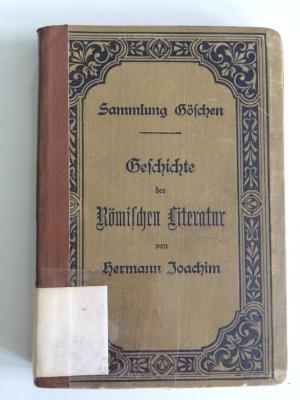 Sammlung Göschen
Geschichte
der
Römischen Literatur
von
Hermann Joachim